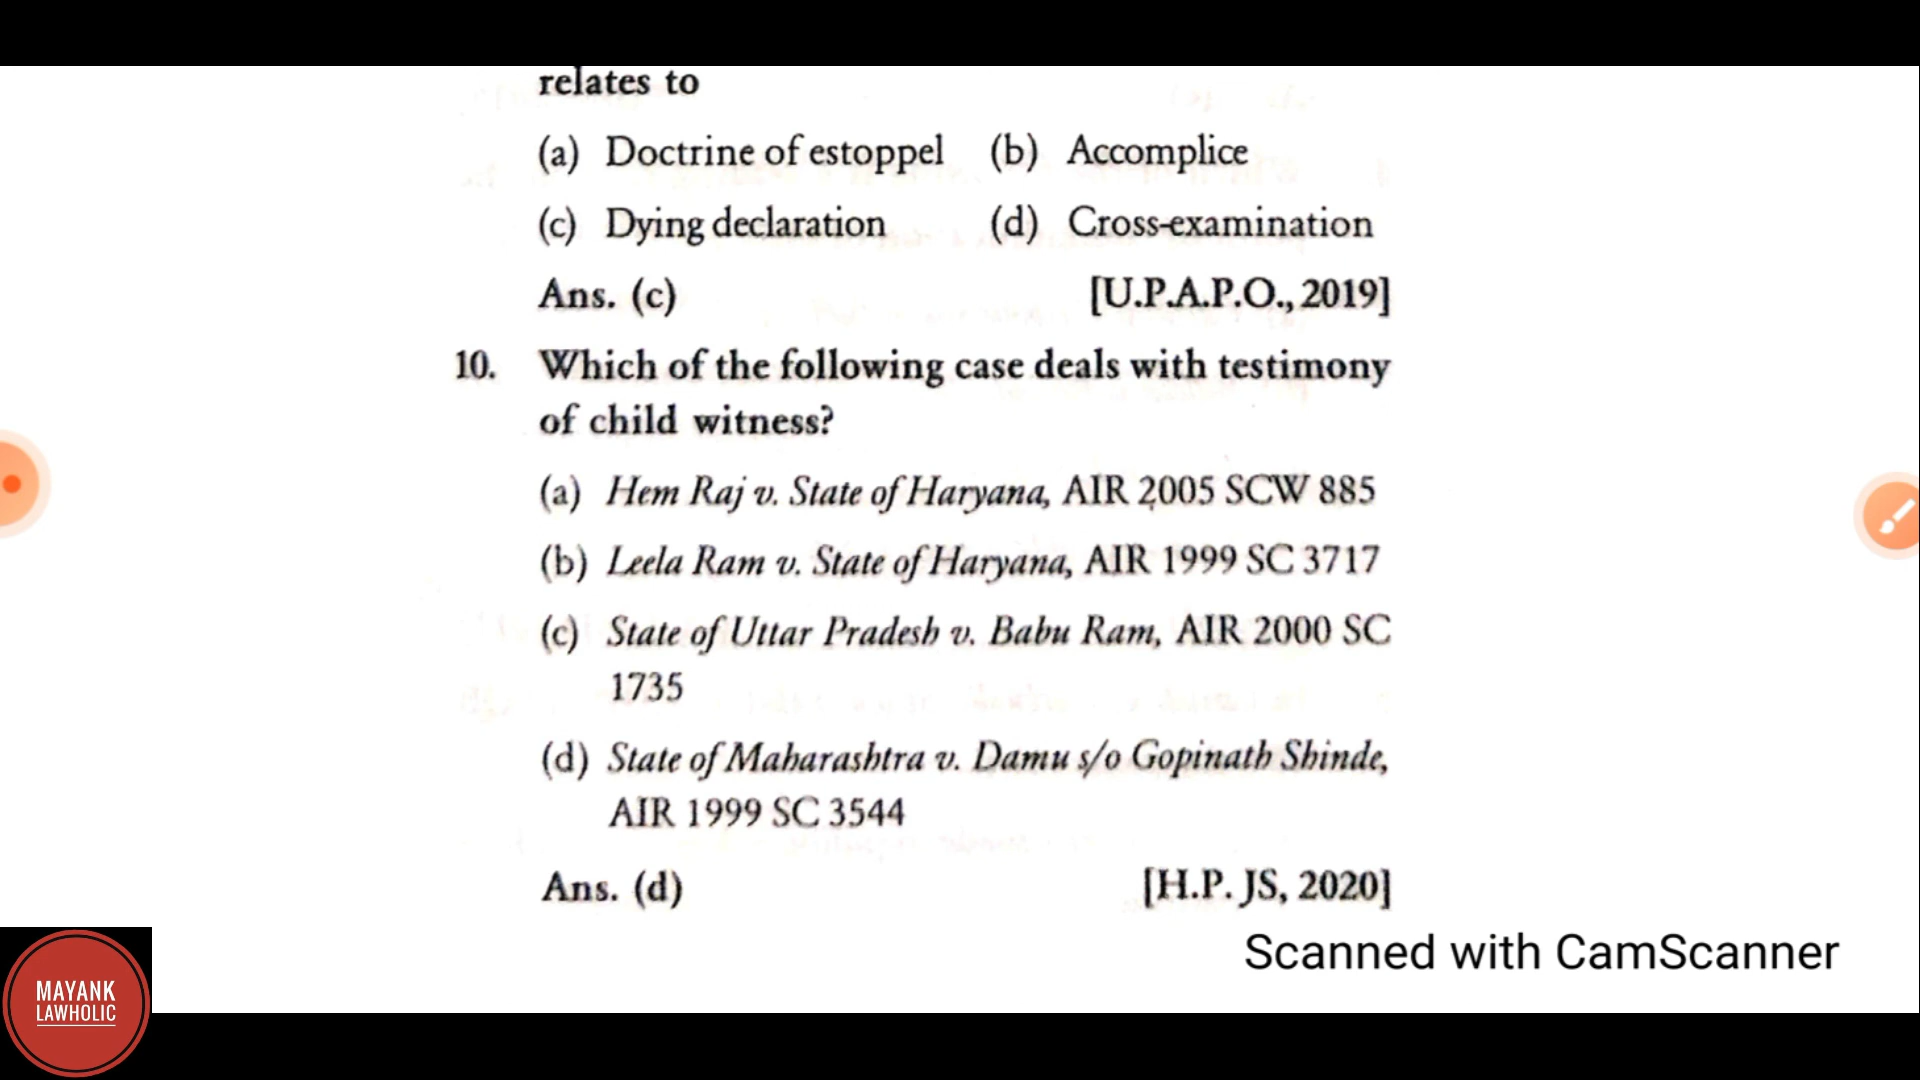 relates to
(a) Doctrine of estoppel (b) Accomplice
(c) Dying declaration (d) Cross-examination
Ans. (c) [U.P.A.P.O., 2019]
10. Which of the following case deals with testimony
of child witness?
(a) Hem Raj v. State of Haryana, AIR 2005 SCW 885
(b) Leela Ram v. State of Haryana, AIR 1999 SC 3717
(c) State of Uttar Pradesh v. Babu Ram, AIR 2000 SC
1735
(d) State of Maharashtra v. Damu s/o Gopinath Shinde,
AIR 1999 SC 3544
Ans. (d) [H.P. JS, 2020]
Scanned with CamScanner
MAYANK
LAWHOLIC